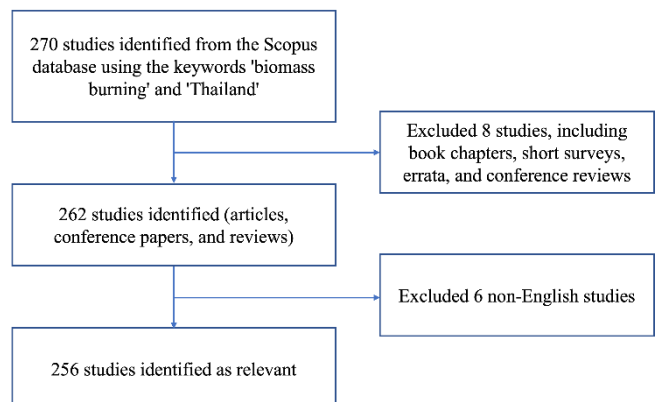 270 studies identified from the Scopus
database using the keywords 'biomass
burning' and 'Thailand'
Excluded 8 studies, including
book chapters, short surveys,
errata, and conference reviews
262 studies identified (articles,
conference papers, and reviews)
Excluded 6 non-English studies
256 studies identified as relevant